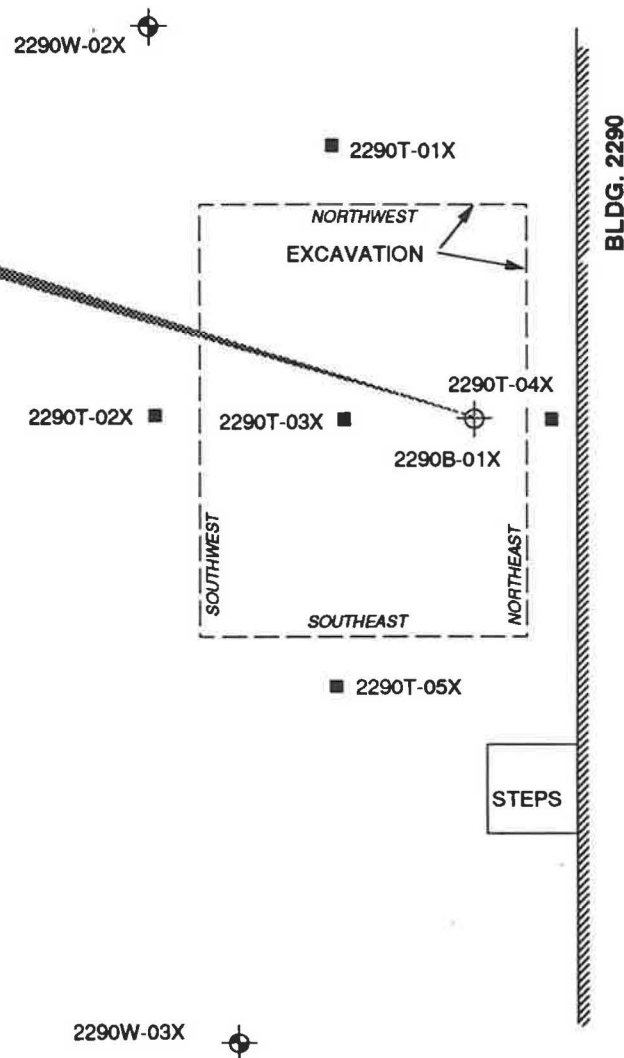 2290W-02X
BLDG. 2290
2290T-01X
NORTHWEST
EXCAVATION
2290T-04X
2290T-02X
2290T-03X
2290B-01X
SOUTHWEST
NORTHEAST
SOUTHEAST
2290T-05X
STEPS
2290W-03X